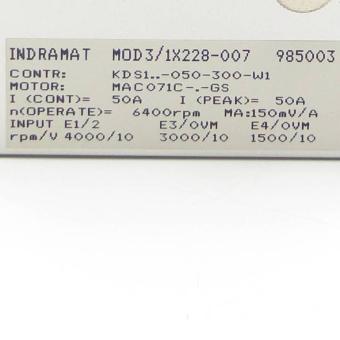 INDRAMAT MOD3/1X228-007 985003
CONTR: KDS1..-050-300-W1
MOTOR: MAC071C-.-GS
I (CONT)= 50A I (PEAK)= 50A
n(OPERATE)= 6400rpm MA:150mV/A
INPUT E1/2 E3/0VM E4/0VM
rpm/V 4000/10 3000/10 1500/10